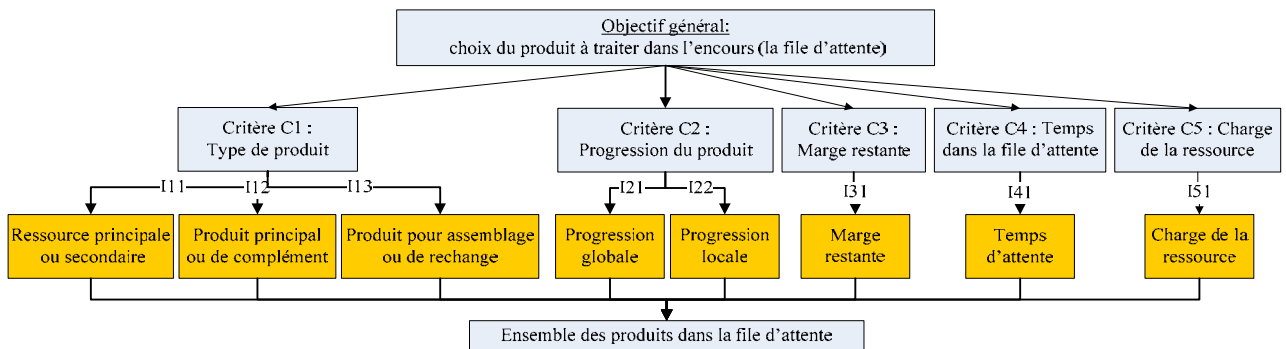 Objectif général:
choix du produit à traiter dans l'encours (la file d'attente)
Critère C1 :
Type de produit
Critère C2 :
Progression du produit
Critère C3 :
Marge restante
Critère C4 : Temps
dans la file d'attente
Critère C5 : Charge
de la ressource
I11
I12
I13
I21
I22
I31
I41
I51
Ressource principale
ou secondaire
Produit principal
ou de complément
Produit pour assemblage
ou de rechange
Progression
globale
Progression
locale
Marge
restante
Temps
d'attente
Charge de la
ressource
Ensemble des produits dans la file d'attente